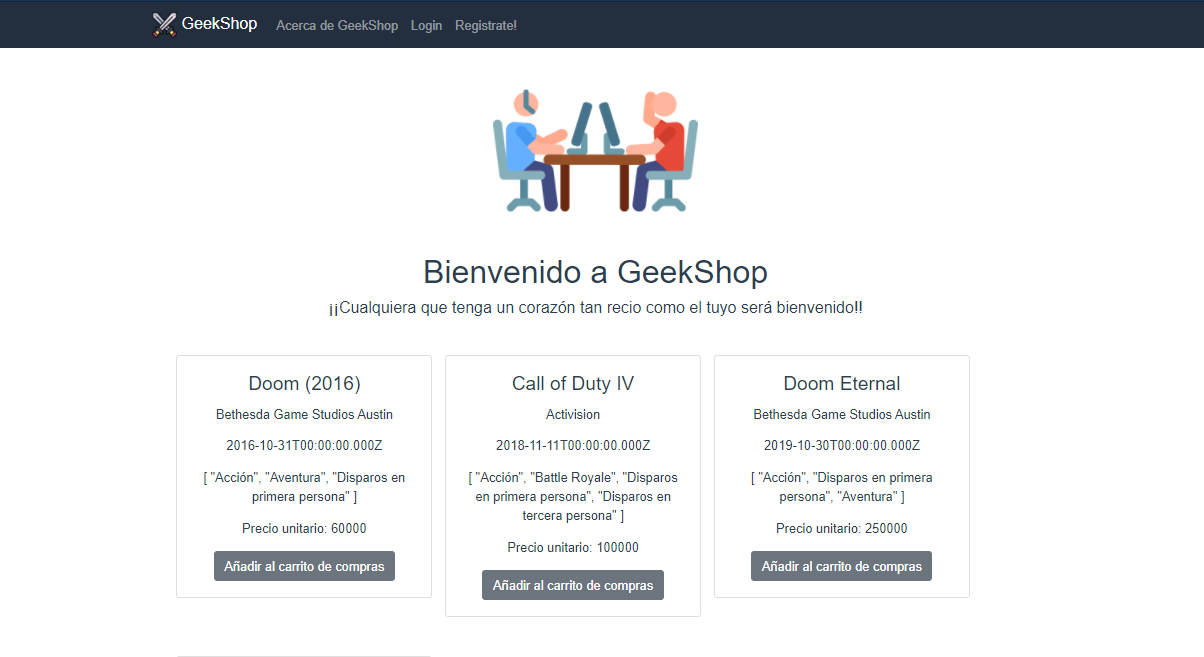 GeekShop Acerca de GeekShop Login Registrate!
Bienvenido a GeekShop
¡¡Cualquiera que tenga un corazón tan recio como el tuyo será bienvenido!!
Doom (2016)
Bethesda Game Studios Austin
2016-10-31T00:00:00.000Z
[ "Acción", "Aventura", "Disparos en
primera persona" ]
Precio unitario: 60000
Añadir al carrito de compras
Call of Duty IV
Activision
2018-11-11T00:00:00.000Z
[ "Acción", "Battle Royale", "Disparos
en primera persona", "Disparos en
tercera persona" ]
Precio unitario: 100000
Añadir al carrito de compras
Doom Eternal
Bethesda Game Studios Austin
2019-10-30T00:00:00.000Z
[ "Acción", "Disparos en primera
persona", "Aventura" ]
Precio unitario: 250000
Añadir al carrito de compras